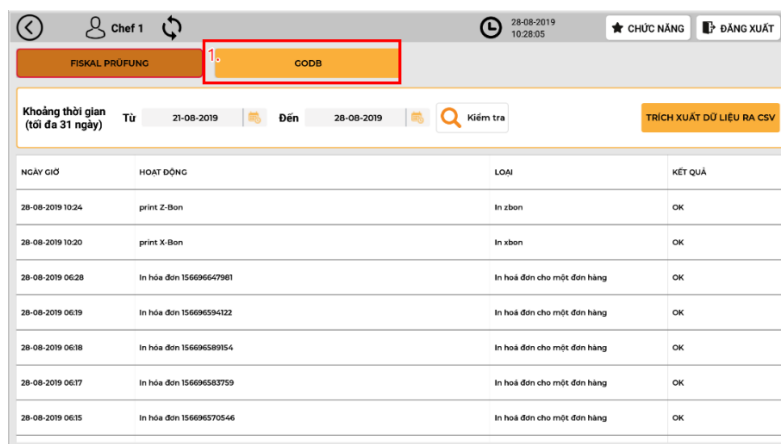 Chef 1
28-08-2019
10:28:05
CHỨC NĂNG
ĐĂNG XUẤT
FISKAL PRÜFUNG
1.
GODB
Khoảng thời gian
(tối đa 31 ngày)
Từ
21-08-2019
Đến
28-08-2019
Kiểm tra
TRÍCH XUẤT DỮ LIỆU RA CSV
NGÀY GIỜ HOẠT ĐỘNG LOẠI KẾT QUẢ
28-08-2019 10:24 print Z-Bon In zbon OK
28-08-2019 10:20 print X-Bon In xbon OK
28-08-2019 06:28 In hóa đơn 156696647981 In hoá đơn cho một đơn hàng OK
28-08-2019 06:19 In hóa đơn 156696594122 In hoá đơn cho một đơn hàng OK
28-08-2019 06:18 In hóa đơn 156696589154 In hoá đơn cho một đơn hàng OK
28-08-2019 06:17 In hóa đơn 156696583759 In hoá đơn cho một đơn hàng OK
28-08-2019 06:15 In hóa đơn 156696570546 In hoá đơn cho một đơn hàng OK